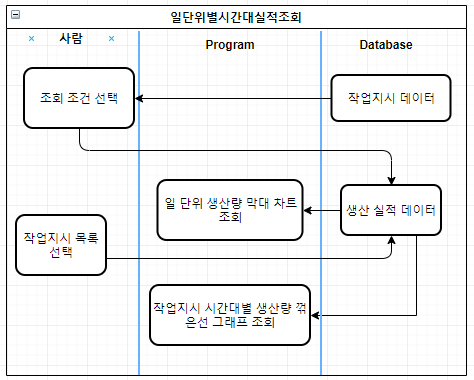 일단위별시간대실적조회
사람
Program
Database
조회 조건 선택
작업지시 데이터
일 단위 생산량 막대 차트
조회
생산 실적 데이터
작업지시 목록
선택
작업지시 시간대별 생산량 꺾
은선 그래프 조회